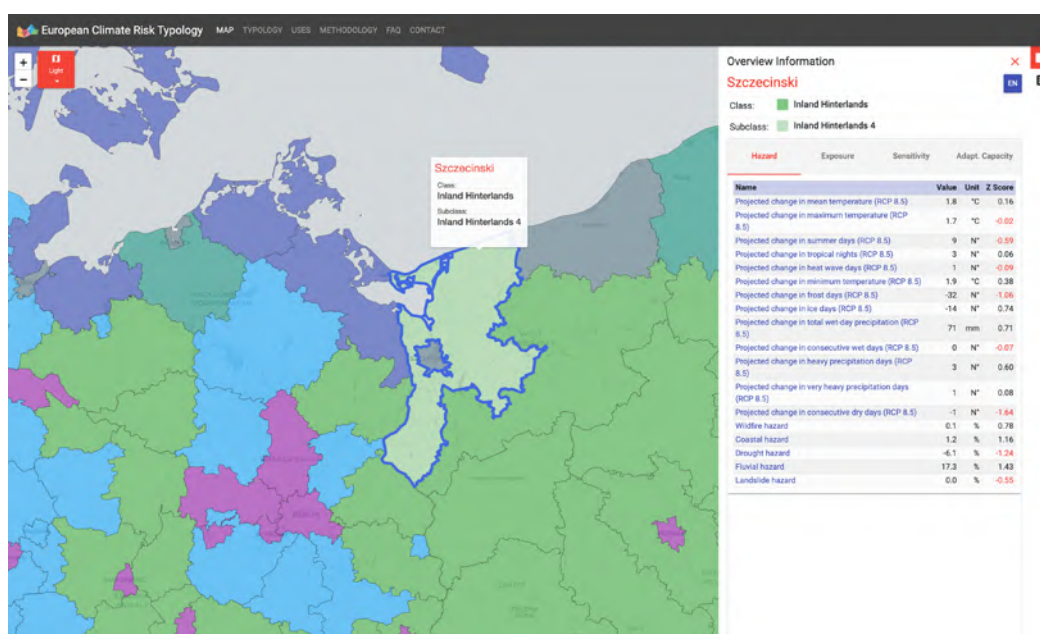 European Climate Risk Typology MAP TYPOLOGY USES METHODOLOGY FAQ CONTACT
+
−
Light
Szczecinski
Class:
Inland Hinterlands
Subclass:
Inland Hinterlands 4
Overview Information ×
Szczecinski EN
Class: Inland Hinterlands
Subclass: Inland Hinterlands 4
Hazard Exposure Sensitivity Adapt. Capacity
Name Value Unit Z Score
Projected change in mean temperature (RCP 8.5) 1.8 °C 0.16
Projected change in maximum temperature (RCP
8.5) 1.7 °C -0.02
Projected change in summer days (RCP 8.5) 9 N° -0.59
Projected change in tropical nights (RCP 8.5) 3 N° 0.06
Projected change in heat wave days (RCP 8.5) 1 N° -0.09
Projected change in minimum temperature (RCP 8.5) 1.9 °C 0.38
Projected change in frost days (RCP 8.5) -32 N° -1.06
Projected change in ice days (RCP 8.5) -14 N° 0.74
Projected change in total wet-day precipitation (RCP
8.5) 71 mm 0.71
Projected change in consecutive wet days (RCP 8.5) 0 N° -0.07
Projected change in heavy precipitation days (RCP
8.5) 3 N° 0.60
Projected change in very heavy precipitation days
(RCP 8.5) 1 N° 0.08
Projected change in consecutive dry days (RCP 8.5) -1 N° -1.64
Wildfire hazard 0.1 % 0.78
Coastal hazard 1.2 % 1.16
Drought hazard -6.1 % -1.24
Fluvial hazard 17.3 % 1.43
Landslide hazard 0.0 % -0.55